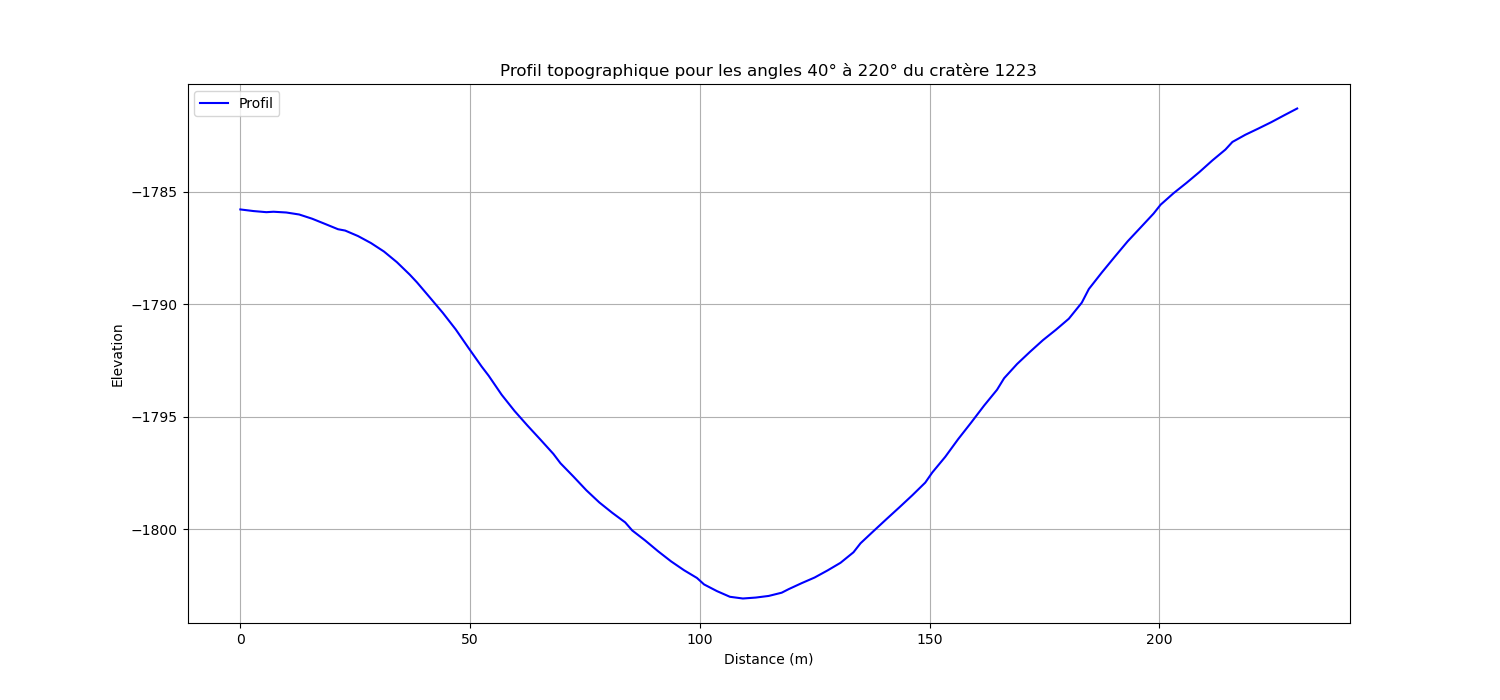 Profil topographique pour les angles 40° à 220° du cratère 1223
Profil
−1785
−1790
−1795
−1800
Elevation
0 50 100 150 200
Distance (m)